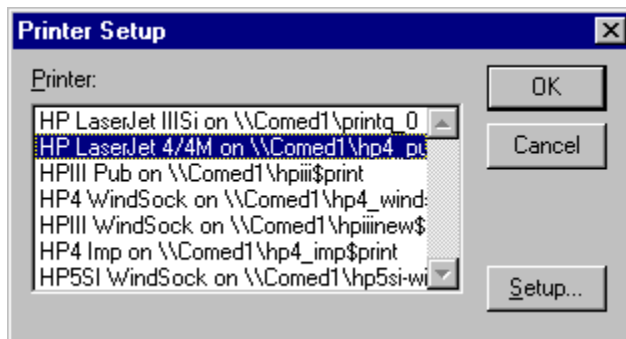 Printer Setup
Printer:
HP LaserJet IIISi on \\Comed1\printq_0
HP LaserJet 4/4M on \\Comed1\hp4_pu
HPIII Pub on \\Comed1\hpiii$print
HP4 WindSock on \\Comed1\hp4_wind
HPIII WindSock on \\Comed1\hpiiinew$
HP4 Imp on \\Comed1\hp4_imp$print
HP5SI WindSock on \\Comed1\hp5si-wi
OK
Cancel
Setup...